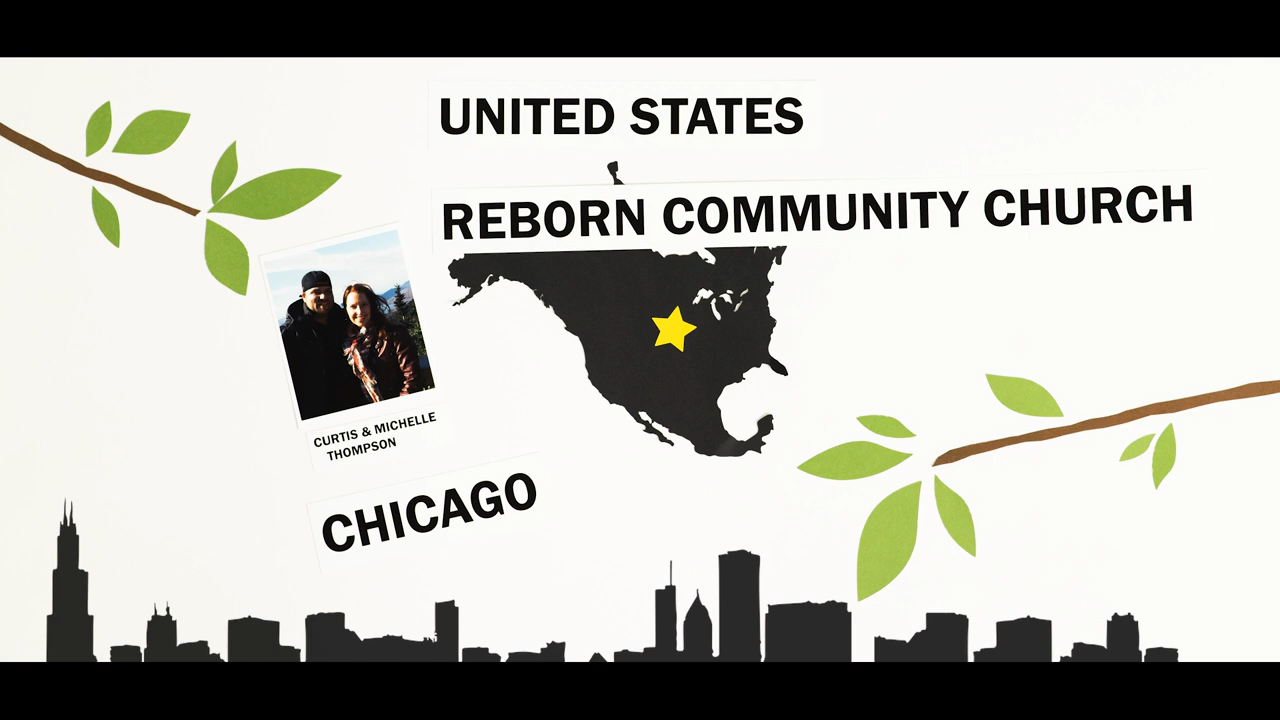 UNITED STATES
REBORN COMMUNITY CHURCH
CURTIS & MICHELLE
THOMPSON
CHICAGO